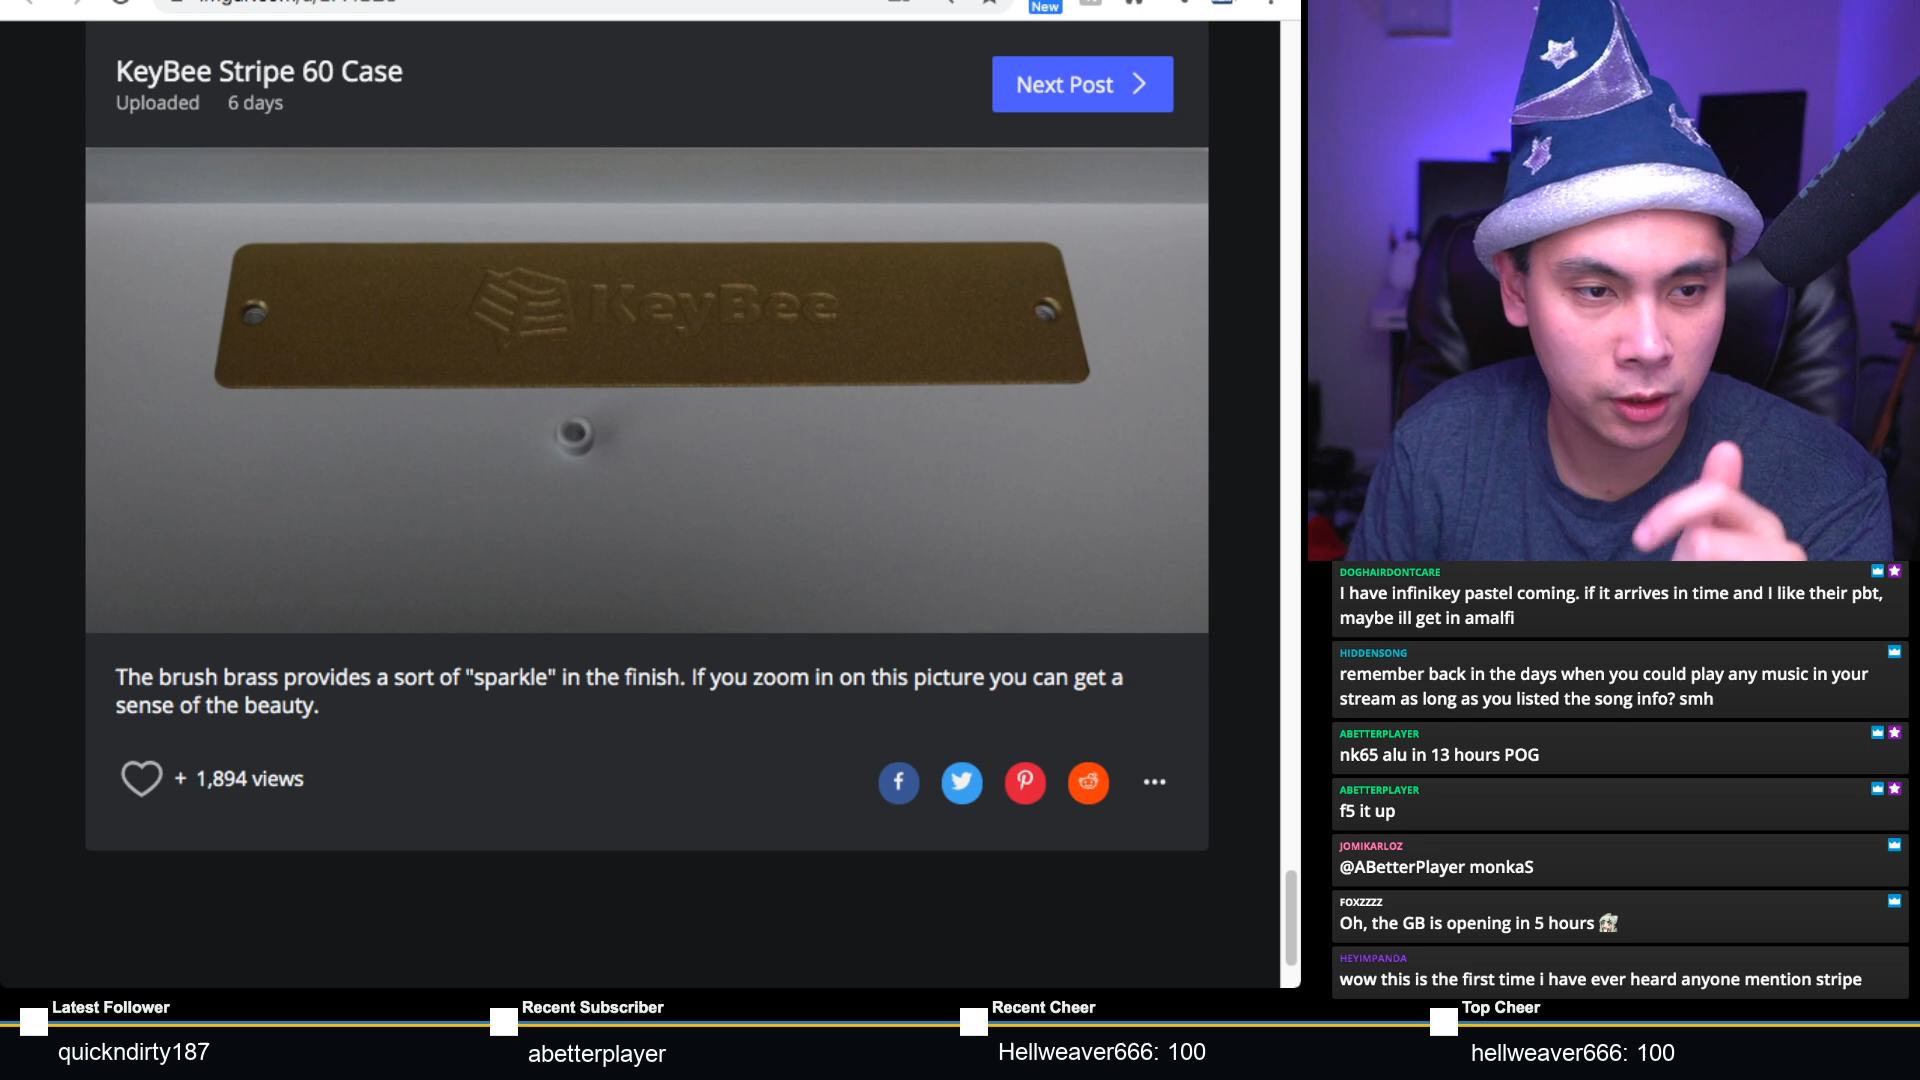 New
KeyBee Stripe 60 Case
Uploaded 6 days
Next Post
KeyBee
The brush brass provides a sort of "sparkle" in the finish. If you zoom in on this picture you can get a
sense of the beauty.
+ 1,894 views
DOGHAIRDONTCARE
I have infinikey pastel coming. if it arrives in time and I like their pbt,
maybe ill get in amalfi
HIDDENSONG
remember back in the days when you could play any music in your
stream as long as you listed the song info? smh
ABETTERPLAYER
nk65 alu in 13 hours POG
ABETTERPLAYER
f5 it up
JOMIKARLOZ
@ABetterPlayer monkaS
FOXZZZZ
Oh, the GB is opening in 5 hours
HEYIMPANDA
wow this is the first time i have ever heard anyone mention stripe
Latest Follower
quickndirty187
Recent Subscriber
abetterplayer
Recent Cheer
Hellweaver666: 100
Top Cheer
hellweaver666: 100